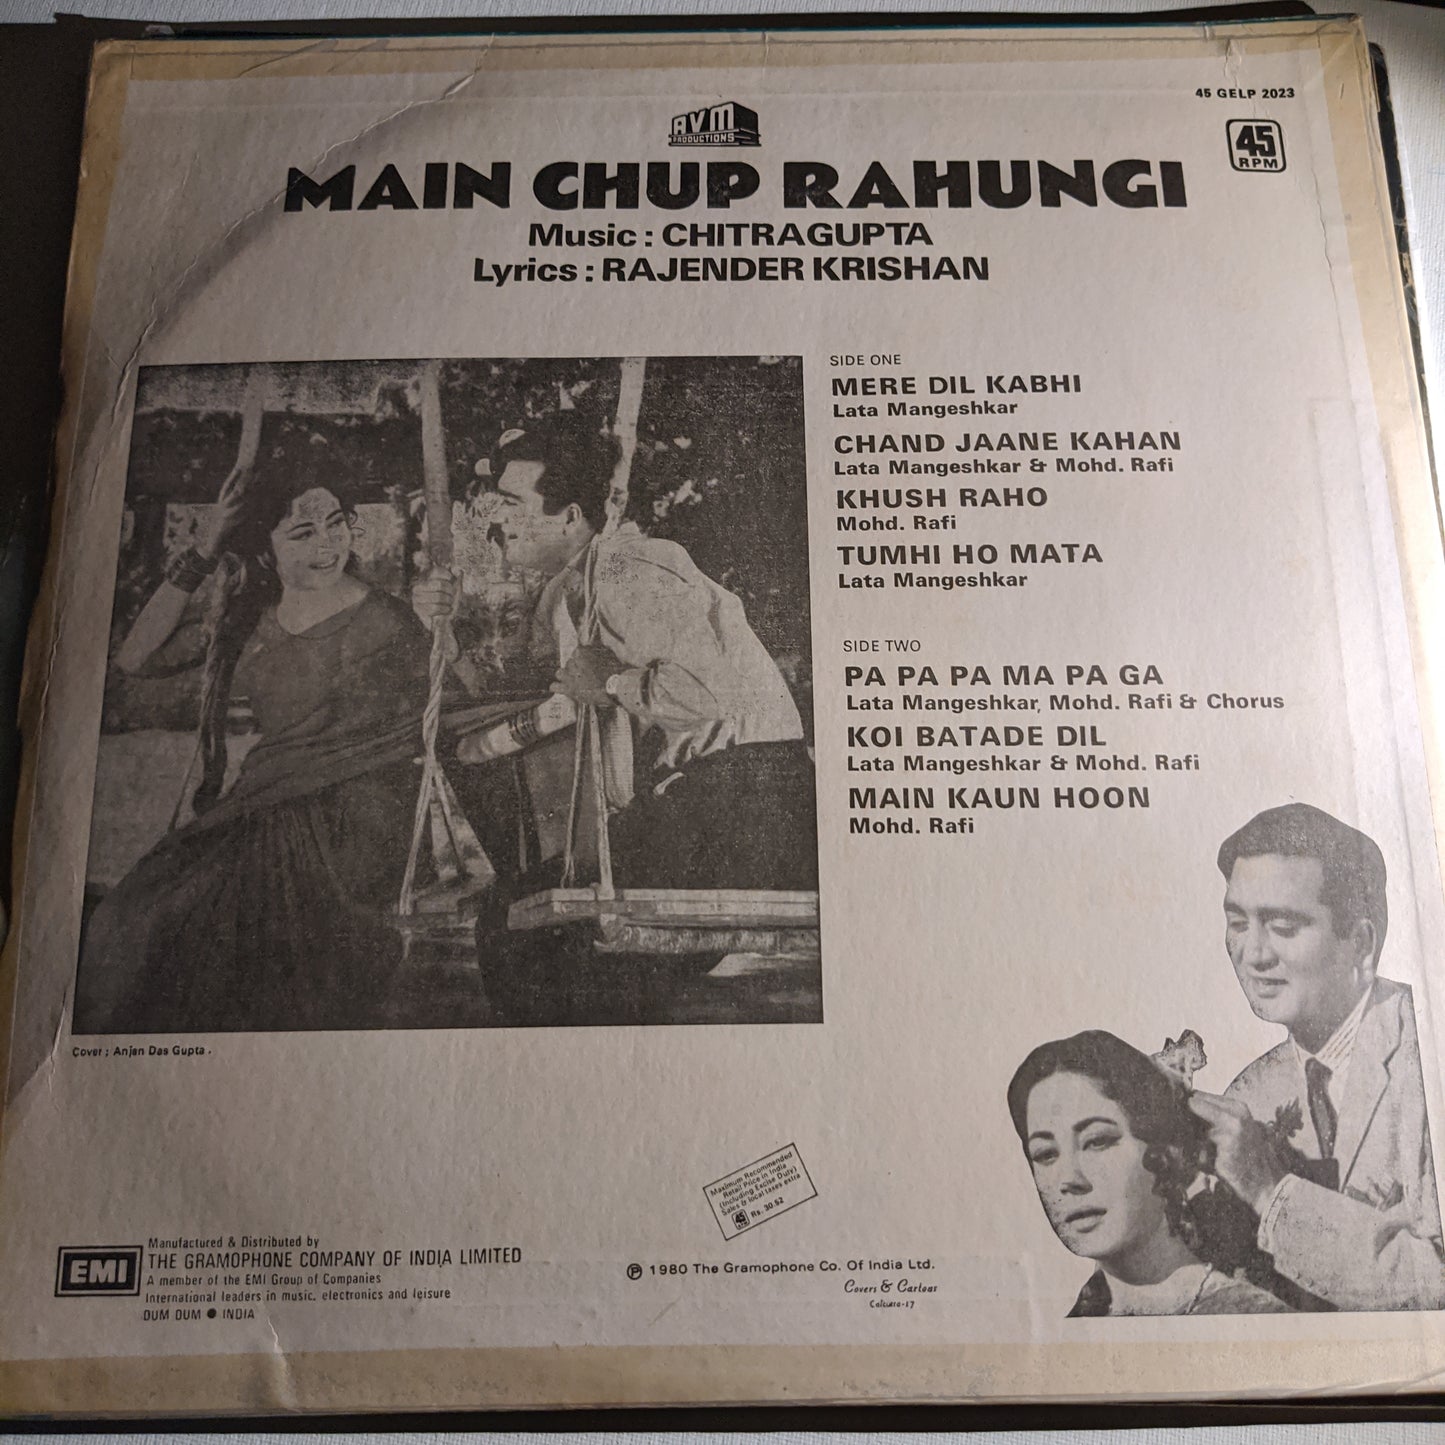 45 GELP 2023
AVM
PRODUCTIONS
45
RPM
MAIN CHUP RAHUNGI
Music : CHITRAGUPTA
Lyrics : RAJENDER KRISHAN
SIDE ONE
MERE DIL KABHI
Lata Mangeshkar
CHAND JAANE KAHAN
Lata Mangeshkar & Mohd. Rafi
KHUSH RAHO
Mohd. Rafi
TUMHI HO MATA
Lata Mangeshkar
SIDE TWO
PA PA PA MA PA GA
Lata Mangeshkar, Mohd. Rafi & Chorus
KOI BATADE DIL
Lata Mangeshkar & Mohd. Rafi
MAIN KAUN HOON
Mohd. Rafi
Cover : Anjan Das Gupta .
Maximum Recommended
Retail Price in India
(Including Excise Duty)
Sales & local taxes extra
45 RPM Rs. 30.52
EMI
Manufactured & Distributed by
THE GRAMOPHONE COMPANY OF INDIA LIMITED
A member of the EMI Group of Companies
International leaders in music, electronics and leisure
DUM DUM ● INDIA
℗ 1980 The Gramophone Co. Of India Ltd.
Covers & Cartons
Calcutta-17